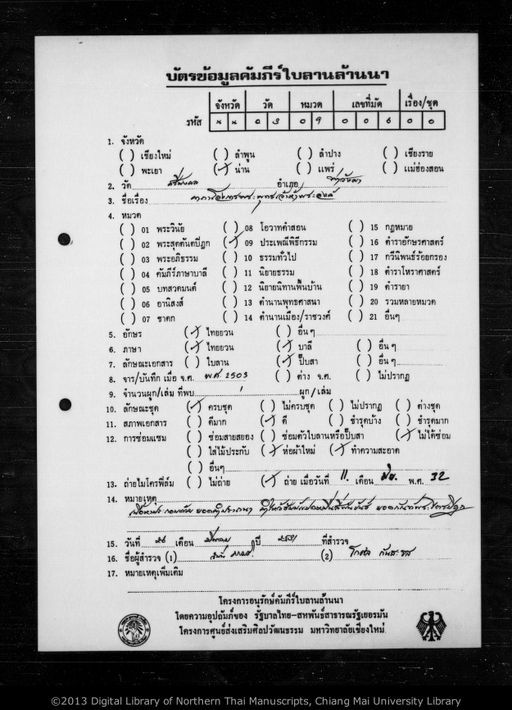 บัตรข้อมูลคัมภีร์ใบลานล้านนา
จังหวัด วัด หมวด เลขที่มัด เรื่อง/ชุด
รหัส × × ๐ ๐ ๐ ๐ ๐
1. จังหวัด
( ) เชียงใหม่ ( ) ลำพูน ( ) ลำปาง ( ) เชียงราย
( ) พะเยา (✓) น่าน ( ) แพร่ ( ) แม่ฮ่องสอน
2. วัด อำเภอ
3. ชื่อเรื่อง
4. หมวด
( ) 01 พระวินัย ( ) 08 โอวาทคำสอน ( ) 15 กฎหมาย
( ) 02 พระสุตตันตปิฎก (✓) 09 ประเพณีพิธีกรรม ( ) 16 ตำราอักษรศาสตร์
( ) 03 พระอภิธรรม ( ) 10 ธรรมทั่วไป ( ) 17 กวีนิพนธ์ร้อยกรอง
( ) 04 คัมภีร์ภาษาบาลี ( ) 11 นิยายธรรม ( ) 18 ตำราโหราศาสตร์
( ) 05 บทสวดมนต์ ( ) 12 นิยายนิทานพื้นบ้าน ( ) 19 ตำรายา
( ) 06 อานิสงส์ ( ) 13 ตำนานพุทธศาสนา ( ) 20 รวมหลายหมวด
( ) 07 ชาดก ( ) 14 ตำนานเมือง/ราชวงศ์ ( ) 21 อื่นๆ
5. อักษร (✓) ไทยยวน ( ) อื่น ๆ
6. ภาษา (✓) ไทยยวน (✓) บาลี ( ) อื่น ๆ
7. ลักษณะเอกสาร ( ) ใบลาน (✓) ปั๊บสา ( ) อื่น ๆ
8. จาร/บันทึก เมื่อ จ.ศ. พ.ศ. 2503 ( ) ต่าง จ.ศ. ( ) ไม่ปรากฏ
9. จำนวนผูก/เล่ม ที่พบ 1 ผูก / เล่ม
10. ลักษณะชุด (✓) ครบชุด ( ) ไม่ครบชุด ( ) ไม่ปรากฏ ( ) ต่างชุด
11. สภาพเอกสาร ( ) ดีมาก (✓) ดี ( ) ชำรุดบ้าง ( ) ชำรุดมาก
12. การซ่อมแซม ( ) ซ่อมสายสยอง ( ) ซ่อมตัวใบลานหรือปั๊บสา (✓) ไม่ได้ซ่อม
( ) ใส่ไม้ประกับ (✓) ห่อผ้าใหม่ (✓) ทำความสะอาด
( ) อื่นๆ
13. ถ่ายไมโครฟิล์ม ( ) ไม่ถ่าย (✓) ถ่าย เมื่อวันที่ 11 เดือน มิย. พ.ศ. 32
14. หมายเหตุ
15. วันที่ เดือน ปี ที่สำรวจ
16. ชื่อผู้สำรวจ (1) (2)
17. หมายเหตุเพิ่มเติม
โครงการอนุรักษ์คัมภีร์ใบลานล้านนา
โดยความอุปถัมภ์ของ รัฐบาลไทย-สหพันธ์สาธารณรัฐเยอรมัน
โครงการศูนย์ส่งเสริมศิลปวัฒนธรรม มหาวิทยาลัยเชียงใหม่
©2013 Digital Library of Northern Thai Manuscripts, Chiang Mai University Library